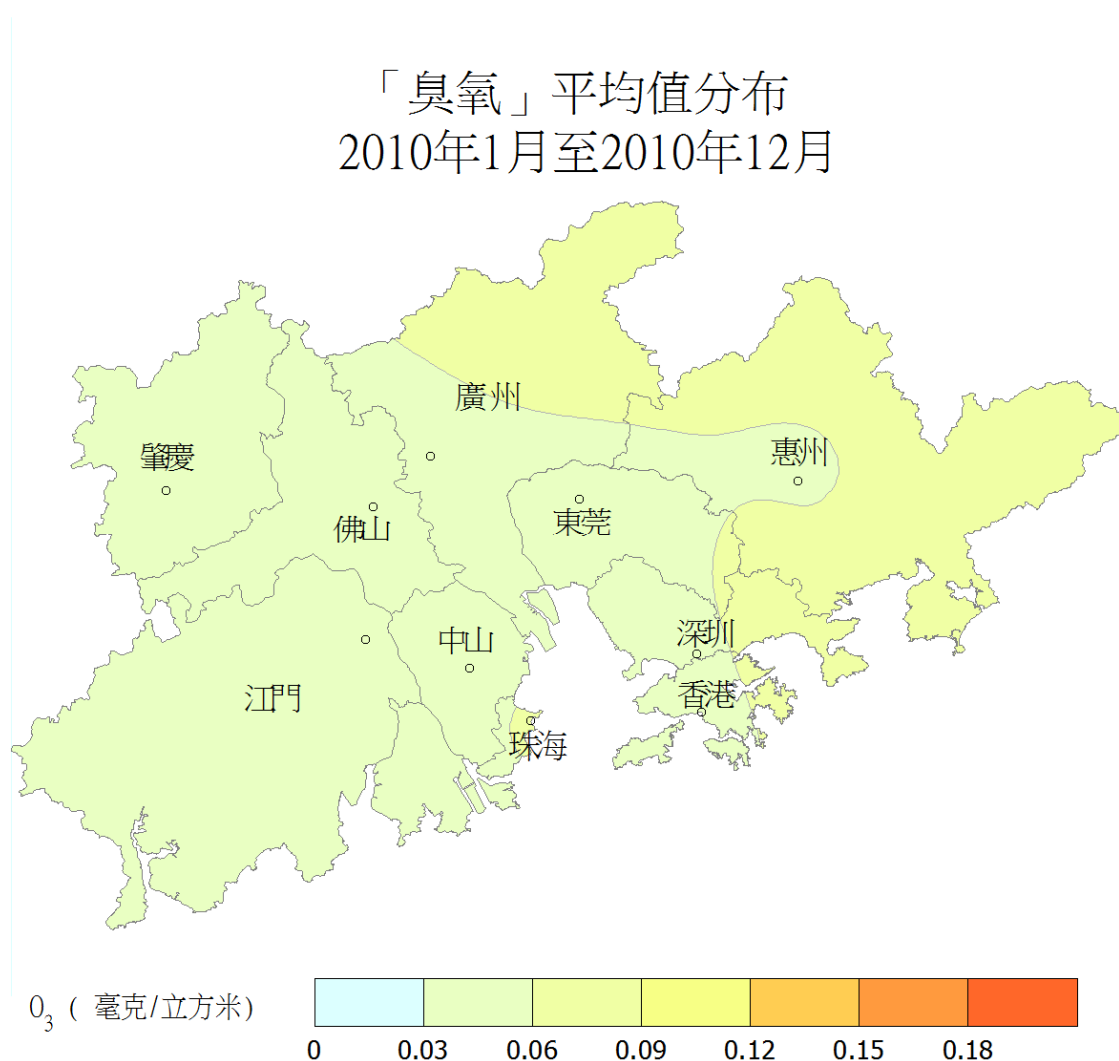 「臭氧」平均值分布
2010年1月至2010年12月
廣州
惠州
肇慶
佛山
東莞
深圳
中山
香港
江門
珠海
O3 ( 毫克/立方米)
0 0.03 0.06 0.09 0.12 0.15 0.18